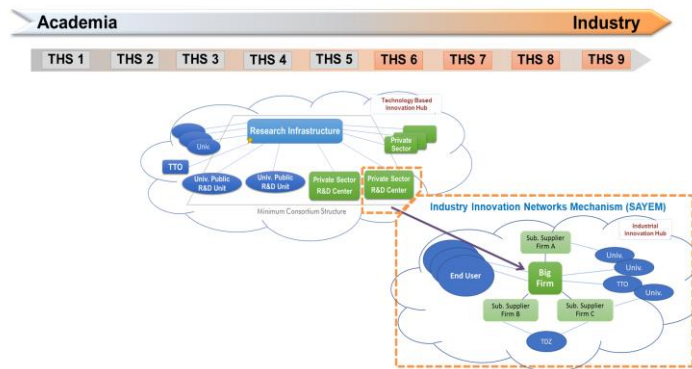 Academia Industry
THS 1 THS 2 THS 3 THS 4 THS 5 THS 6 THS 7 THS 8 THS 9
Technology Based
Innovation Hub
Research Infrastructure
Univ.
Private
Sector
TTO
Univ. Public
R&D Unit
Univ. Public
R&D Unit
Private Sector
R&D Center
Private Sector
R&D Center
Minimum Consortium Structure
Industry Innovation Networks Mechanism (SAYEM)
Industrial
Innovation Hub
Sub. Supplier
Firm A
Univ.
Univ.
End User
Big
Firm
TTO
Univ.
Sub. Supplier
Firm B
Sub. Supplier
Firm C
TDZ